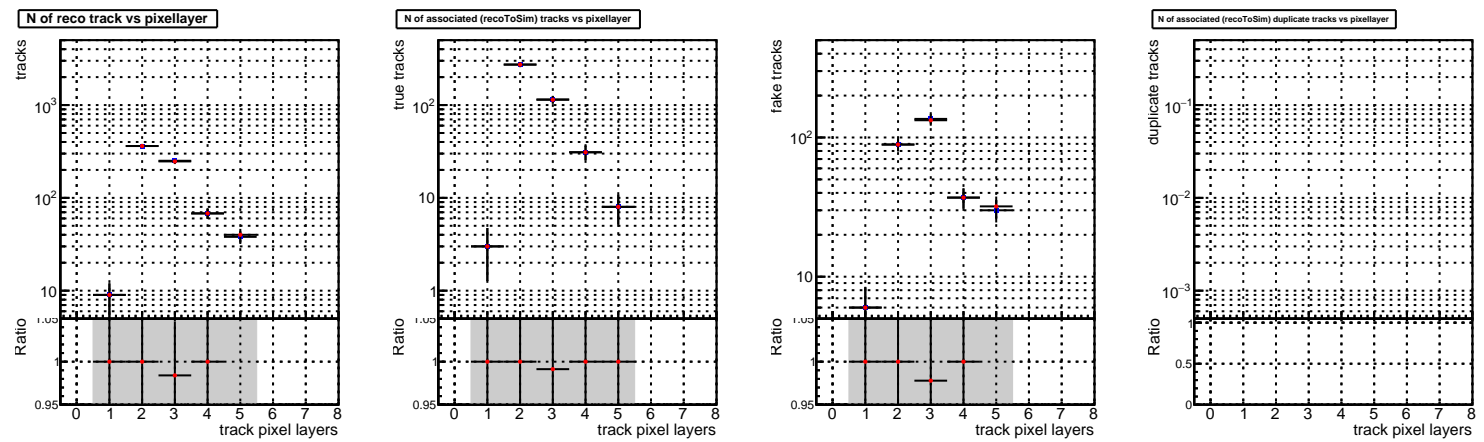 N of reco track vs pixellayer
tracks
10³
10²
10
Ratio
1.05
1
0.95
0 1 2 3 4 5 6 7 8
track pixel layers
N of associated (recoToSim) tracks vs pixellayer
true tracks
10²
10
1
Ratio
1.05
1
0.95
0 1 2 3 4 5 6 7 8
track pixel layers
fake tracks
10²
10
Ratio
1.05
1
0.95
0 1 2 3 4 5 6 7 8
track pixel layers
N of associated (recoToSim) duplicate tracks vs pixellayer
duplicate tracks
10⁻¹
10⁻²
10⁻³
Ratio
1
0.5
0
0 1 2 3 4 5 6 7 8
track pixel layers